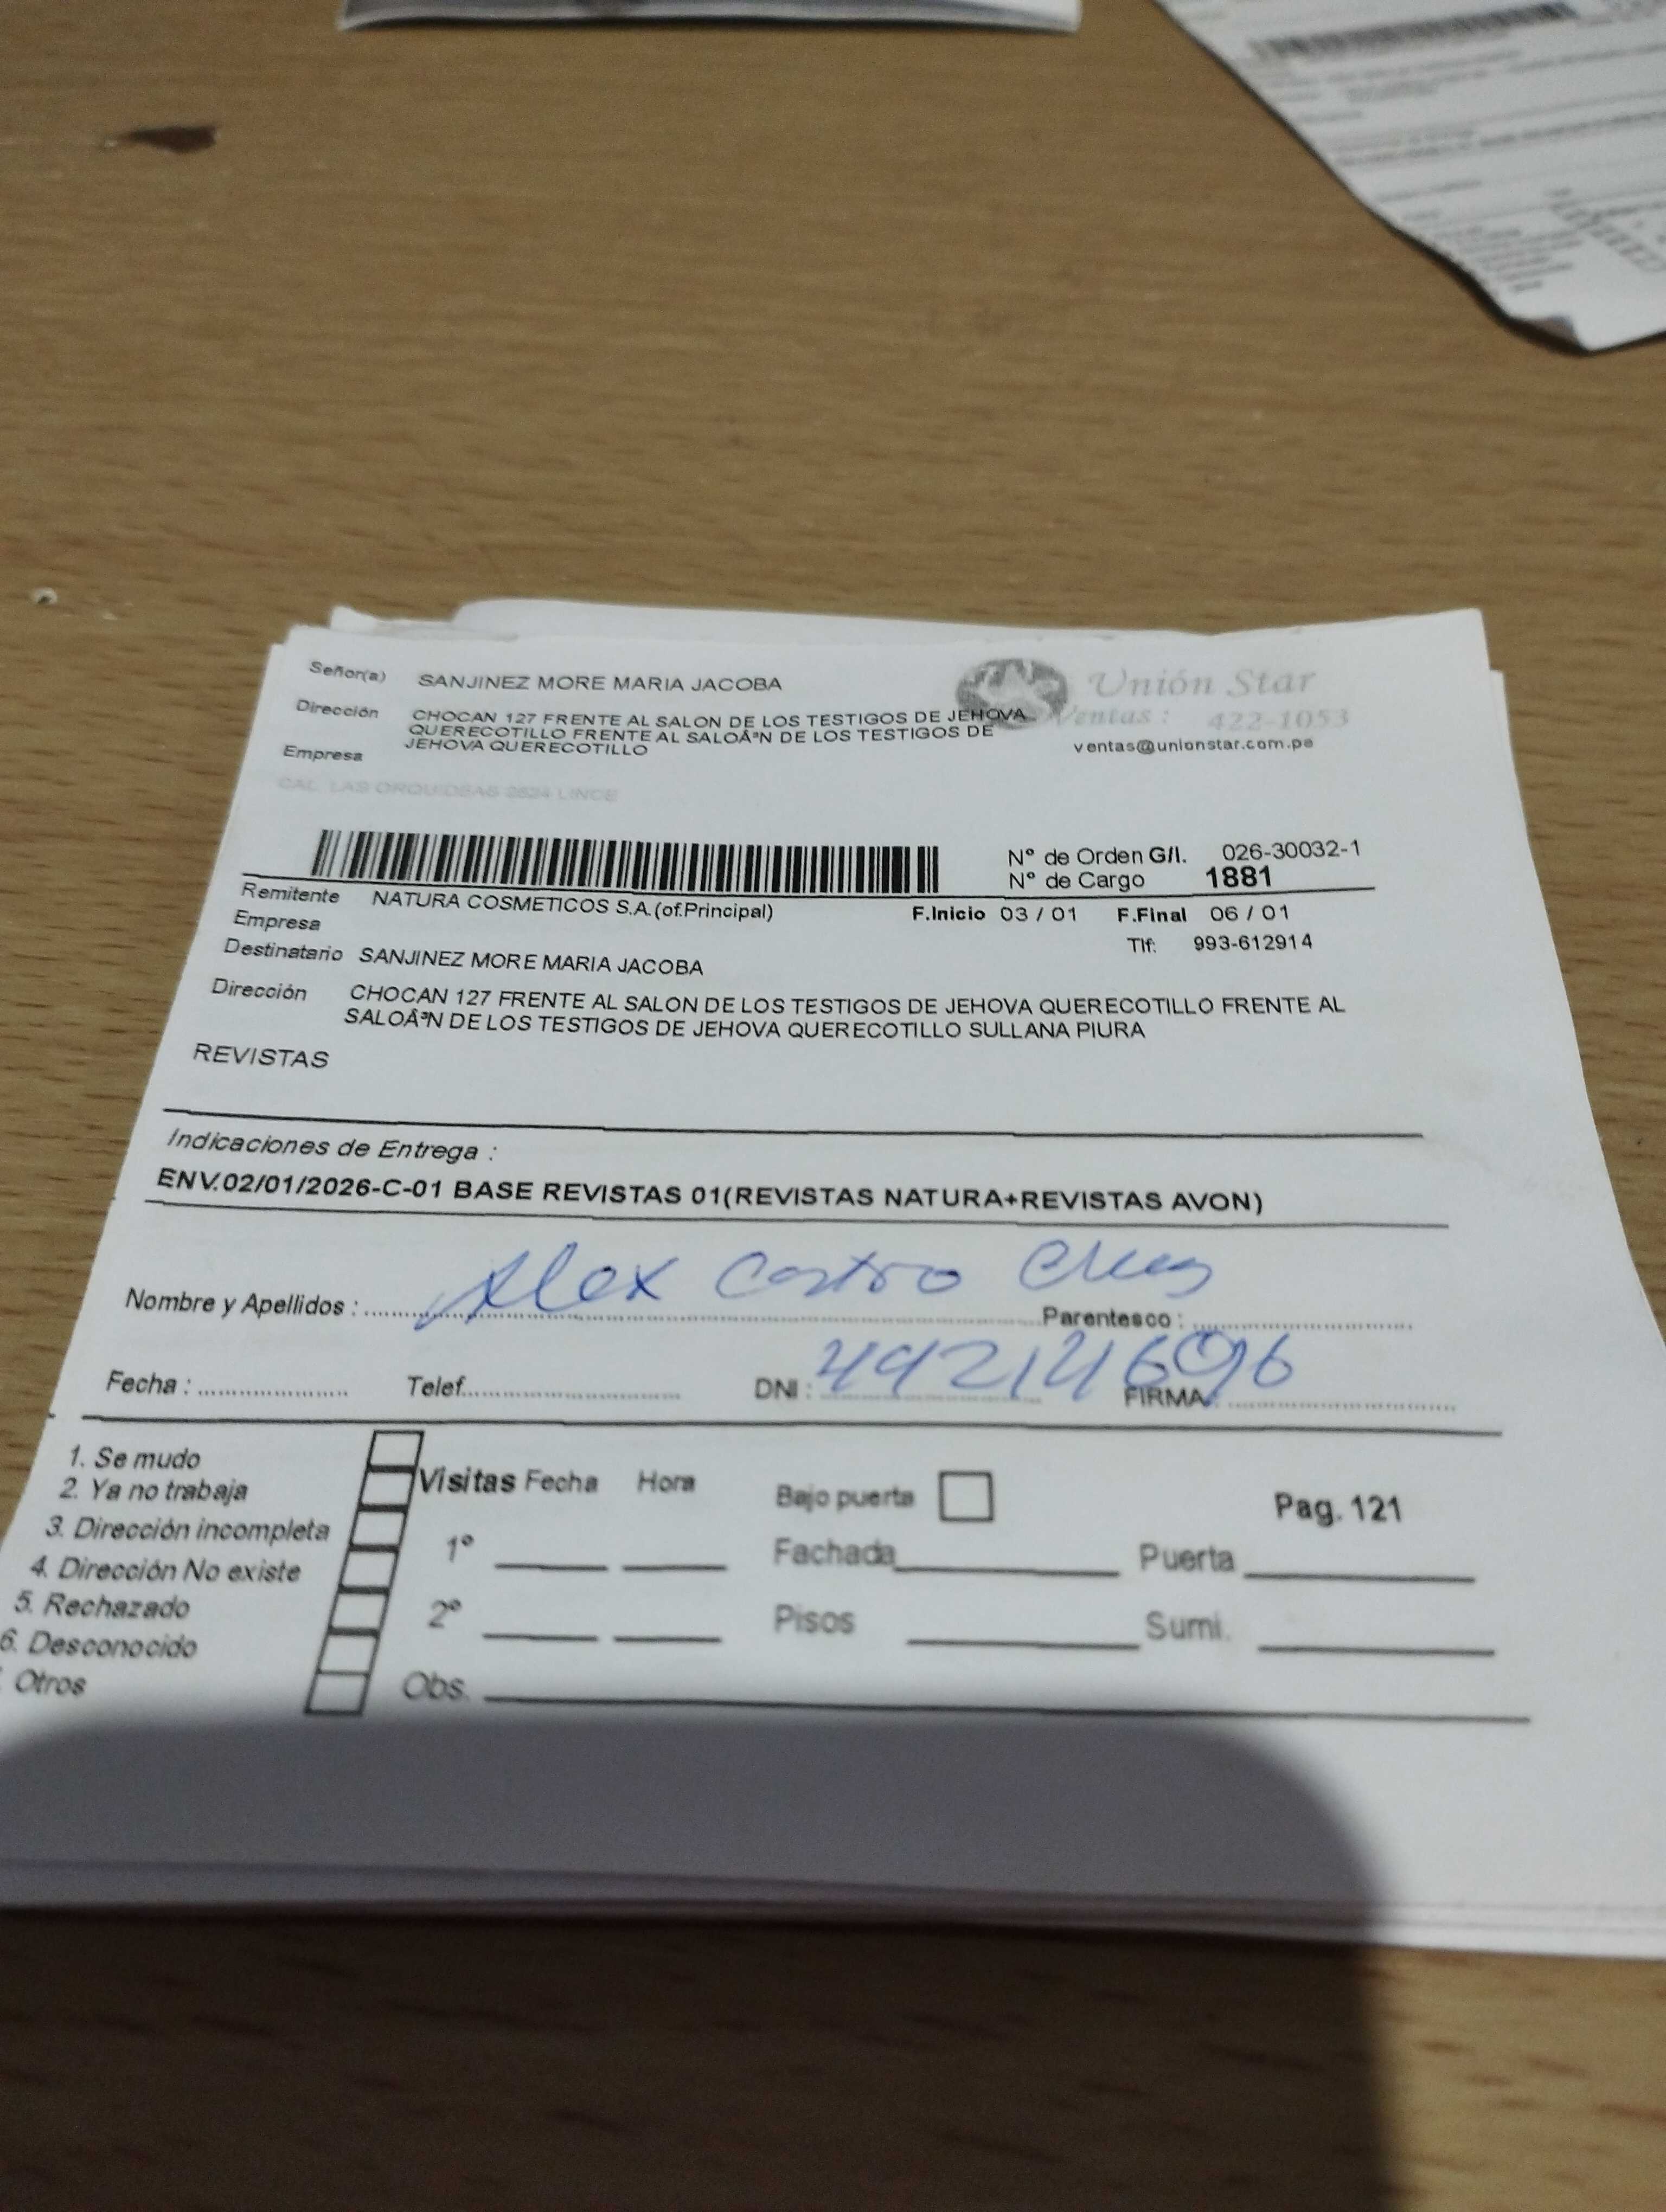 Señor(a) SANJINEZ MORE MARIA JACOBA
Unión Star
Dirección CHOCAN 127 FRENTE AL SALON DE LOS TESTIGOS DE JEHOVA
QUERECOTILLO FRENTE AL SALOÂªN DE LOS TESTIGOS DE
JEHOVA QUERECOTILLO
Ventas : 422-1053
ventas@unionstar.com.pe
Empresa
CAL. LAS ORQUIDEAS 2624 LINCE
N° de Orden G/I. 026-30032-1
N° de Cargo 1881
Remitente NATURA COSMETICOS S.A.(of.Principal)
F.Inicio 03 / 01 F.Final 06 / 01
Empresa
Tlf: 993-612914
Destinatario SANJINEZ MORE MARIA JACOBA
Dirección CHOCAN 127 FRENTE AL SALON DE LOS TESTIGOS DE JEHOVA QUERECOTILLO FRENTE AL
SALOÂªN DE LOS TESTIGOS DE JEHOVA QUERECOTILLO SULLANA PIURA
REVISTAS
Indicaciones de Entrega :
ENV.02/01/2026-C-01 BASE REVISTAS 01(REVISTAS NATURA+REVISTAS AVON)
Nombre y Apellidos : Alex Castro Parentesco :
Fecha : Telef. DNI : FIRMA :
1. Se mudo
2. Ya no trabaja
3. Dirección incompleta
4. Dirección No existe
5. Rechazado
6. Desconocido
Otros
Visitas Fecha Hora
1°
2°
Obs.
Bajo puerta
Pag. 121
Fachada Puerta
Pisos Sumi.